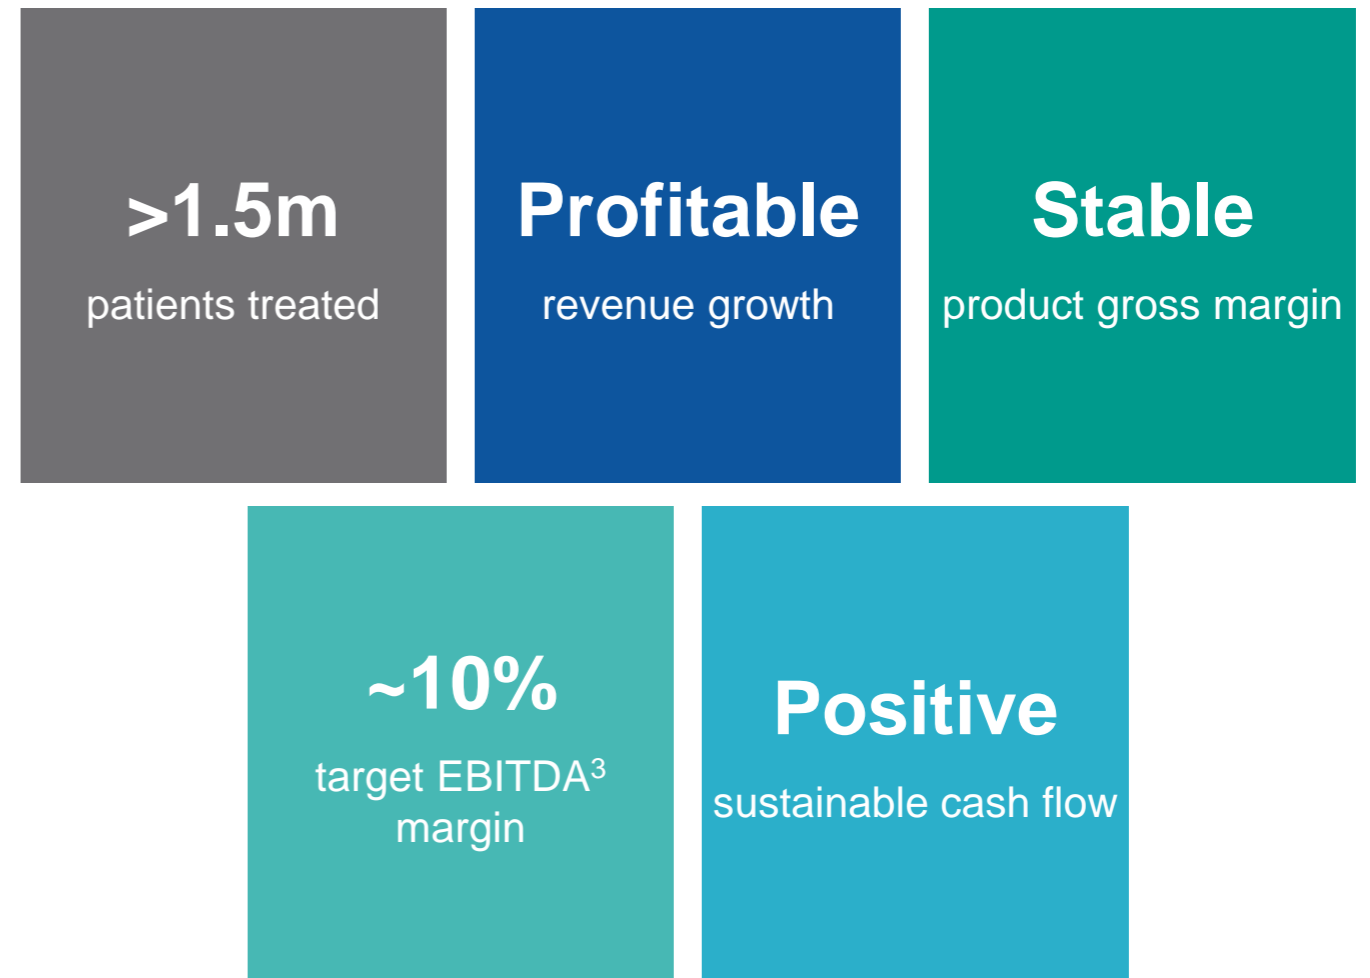 >1.5m
patients treated
Profitable
revenue growth
Stable
product gross margin
~10%
target EBITDA³
margin
Positive
sustainable cash flow